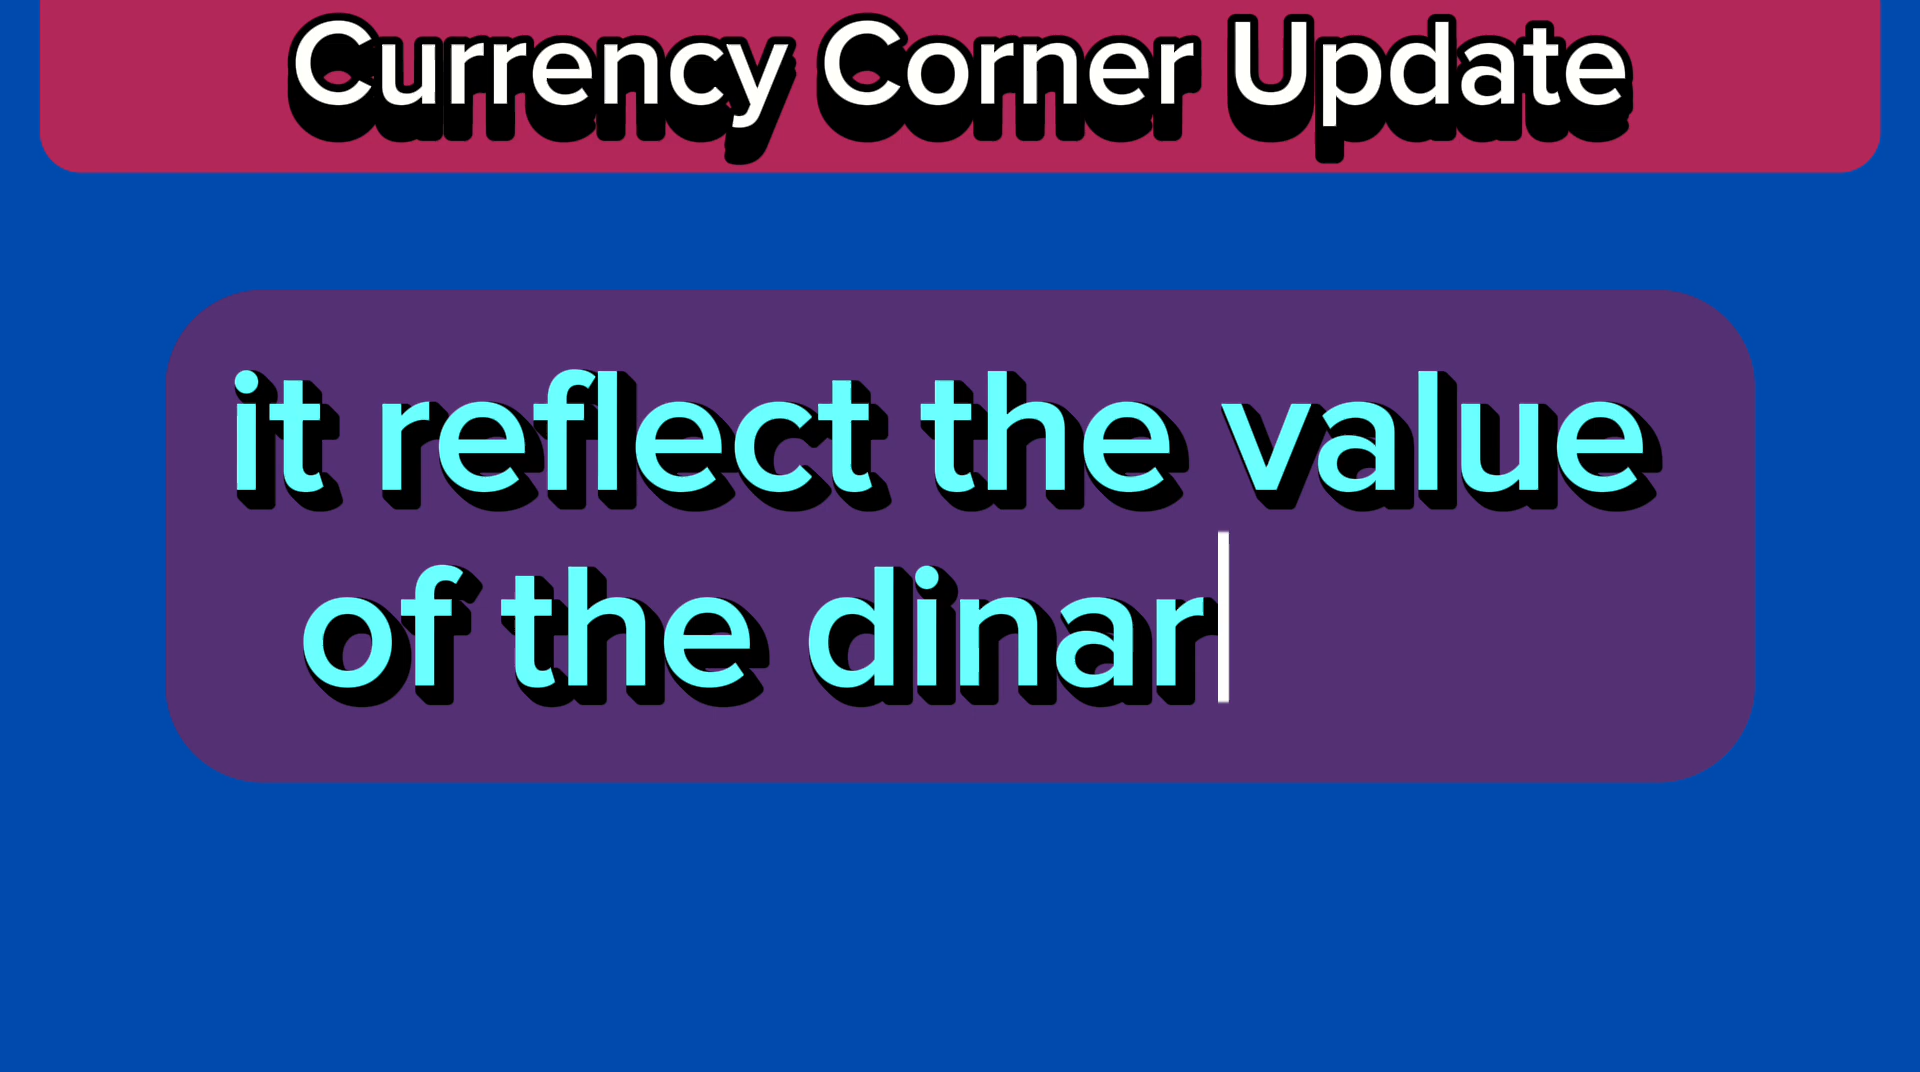 Currency Corner Update
it reflect the value
of the dinar